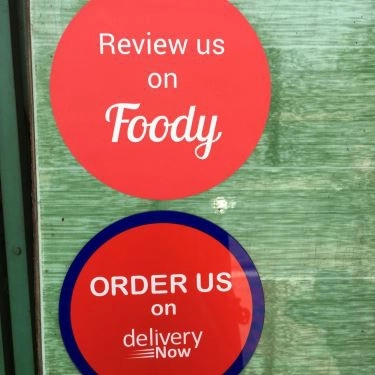 Review us
on
Foody
ORDER US
on
delivery
Now